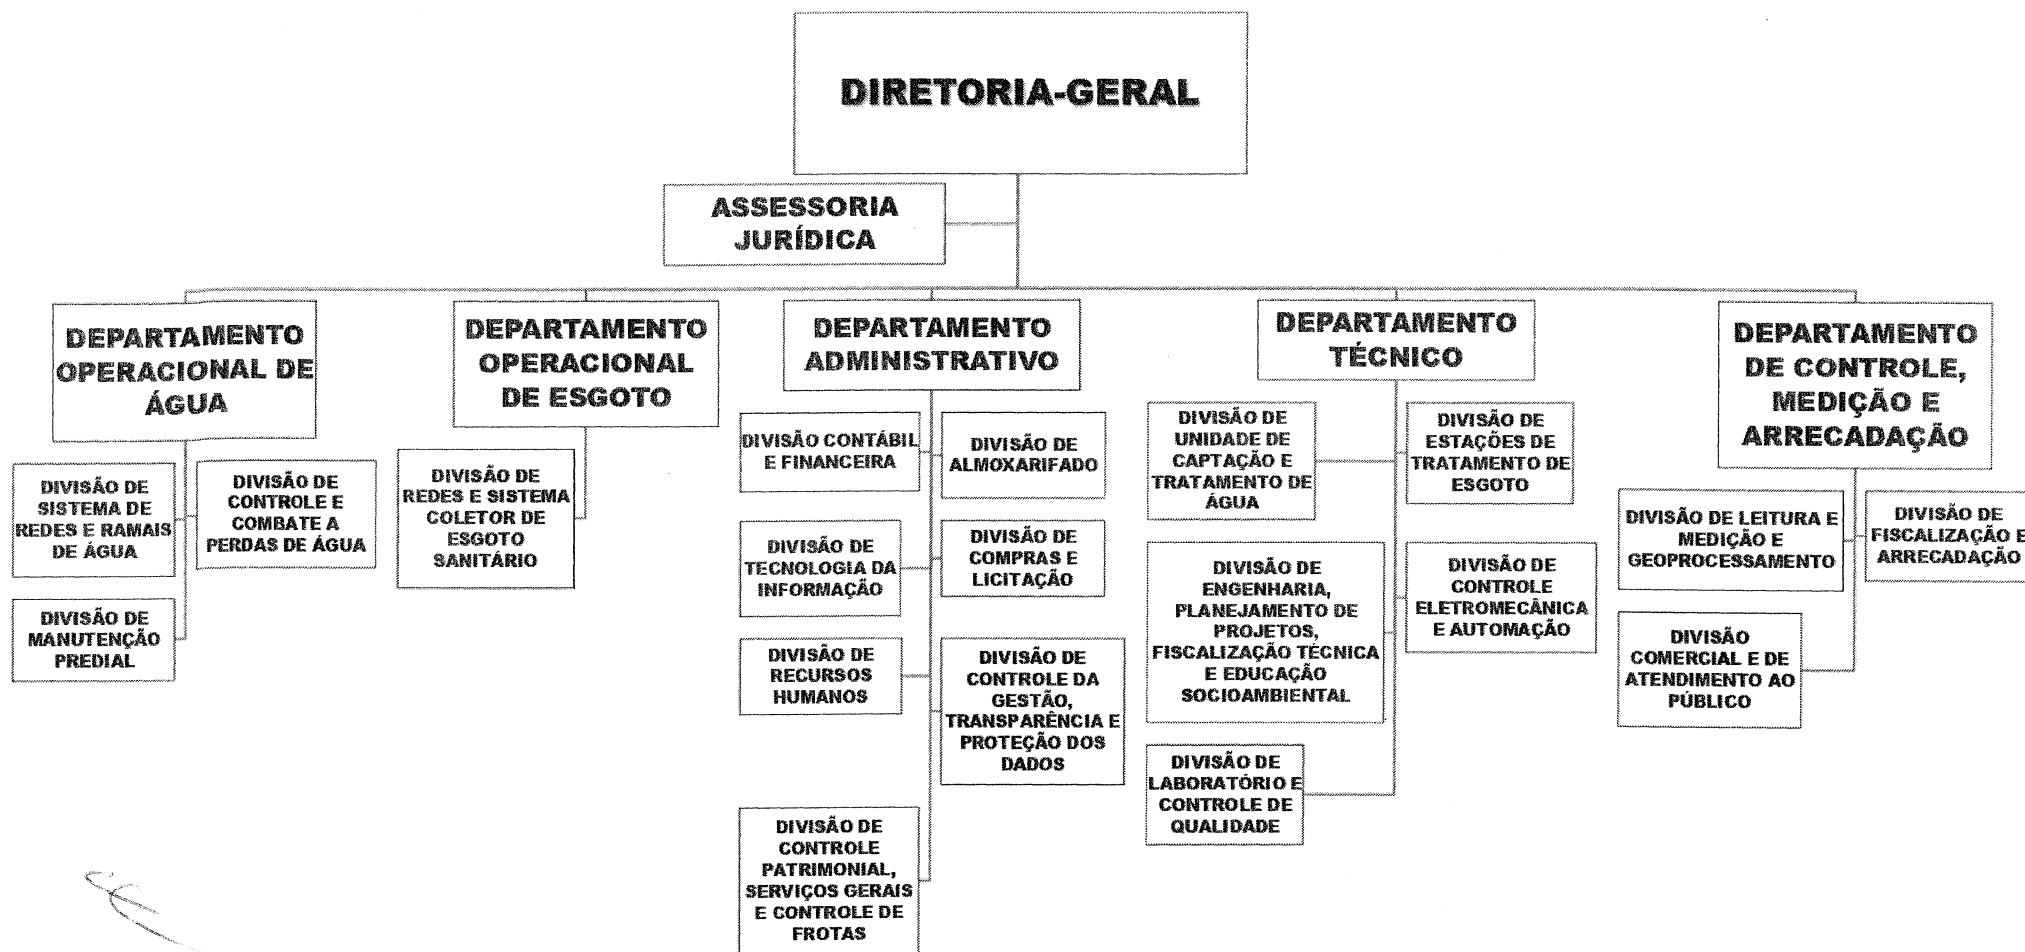 DIRETORIA-GERAL
ASSESSORIA
JURÍDICA
DEPARTAMENTO
OPERACIONAL DE
ÁGUA
DIVISÃO DE
SISTEMA DE
REDES E RAMAIS
DE ÁGUA
DIVISÃO DE
CONTROLE E
COMBATE A
PERDAS DE ÁGUA
DIVISÃO DE
MANUTENÇÃO
PREDIAL
DEPARTAMENTO
OPERACIONAL
DE ESGOTO
DIVISÃO DE
REDES E SISTEMA
COLETOR DE
ESGOTO
SANITÁRIO
DEPARTAMENTO
ADMINISTRATIVO
DIVISÃO CONTÁBIL
E FINANCEIRA
DIVISÃO DE
ALMOXARIFADO
DIVISÃO DE
TECNOLOGIA DA
INFORMAÇÃO
DIVISÃO DE
COMPRAS E
LICITAÇÃO
DIVISÃO DE
RECURSOS
HUMANOS
DIVISÃO DE
CONTROLE DA
GESTÃO,
TRANSPARÊNCIA E
PROTEÇÃO DOS
DADOS
DIVISÃO DE
CONTROLE
PATRIMONIAL,
SERVIÇOS GERAIS
E CONTROLE DE
FROTAS
DEPARTAMENTO
TÉCNICO
DIVISÃO DE
UNIDADE DE
CAPTAÇÃO E
TRATAMENTO DE
ÁGUA
DIVISÃO DE
ESTAÇÕES DE
TRATAMENTO DE
ESGOTO
DIVISÃO DE
ENGENHARIA,
PLANEJAMENTO DE
PROJETOS,
FISCALIZAÇÃO TÉCNICA
E EDUCAÇÃO
SOCIOAMBIENTAL
DIVISÃO DE
CONTROLE
ELETROMECÂNICA
E AUTOMAÇÃO
DIVISÃO DE
LABORATÓRIO E
CONTROLE DE
QUALIDADE
DEPARTAMENTO
DE CONTROLE,
MEDIÇÃO E
ARRECADAÇÃO
DIVISÃO DE LEITURA E
MEDIÇÃO E
GEOPROCESSAMENTO
DIVISÃO DE
FISCALIZAÇÃO E
ARRECADAÇÃO
DIVISÃO
COMERCIAL E DE
ATENDIMENTO AO
PÚBLICO